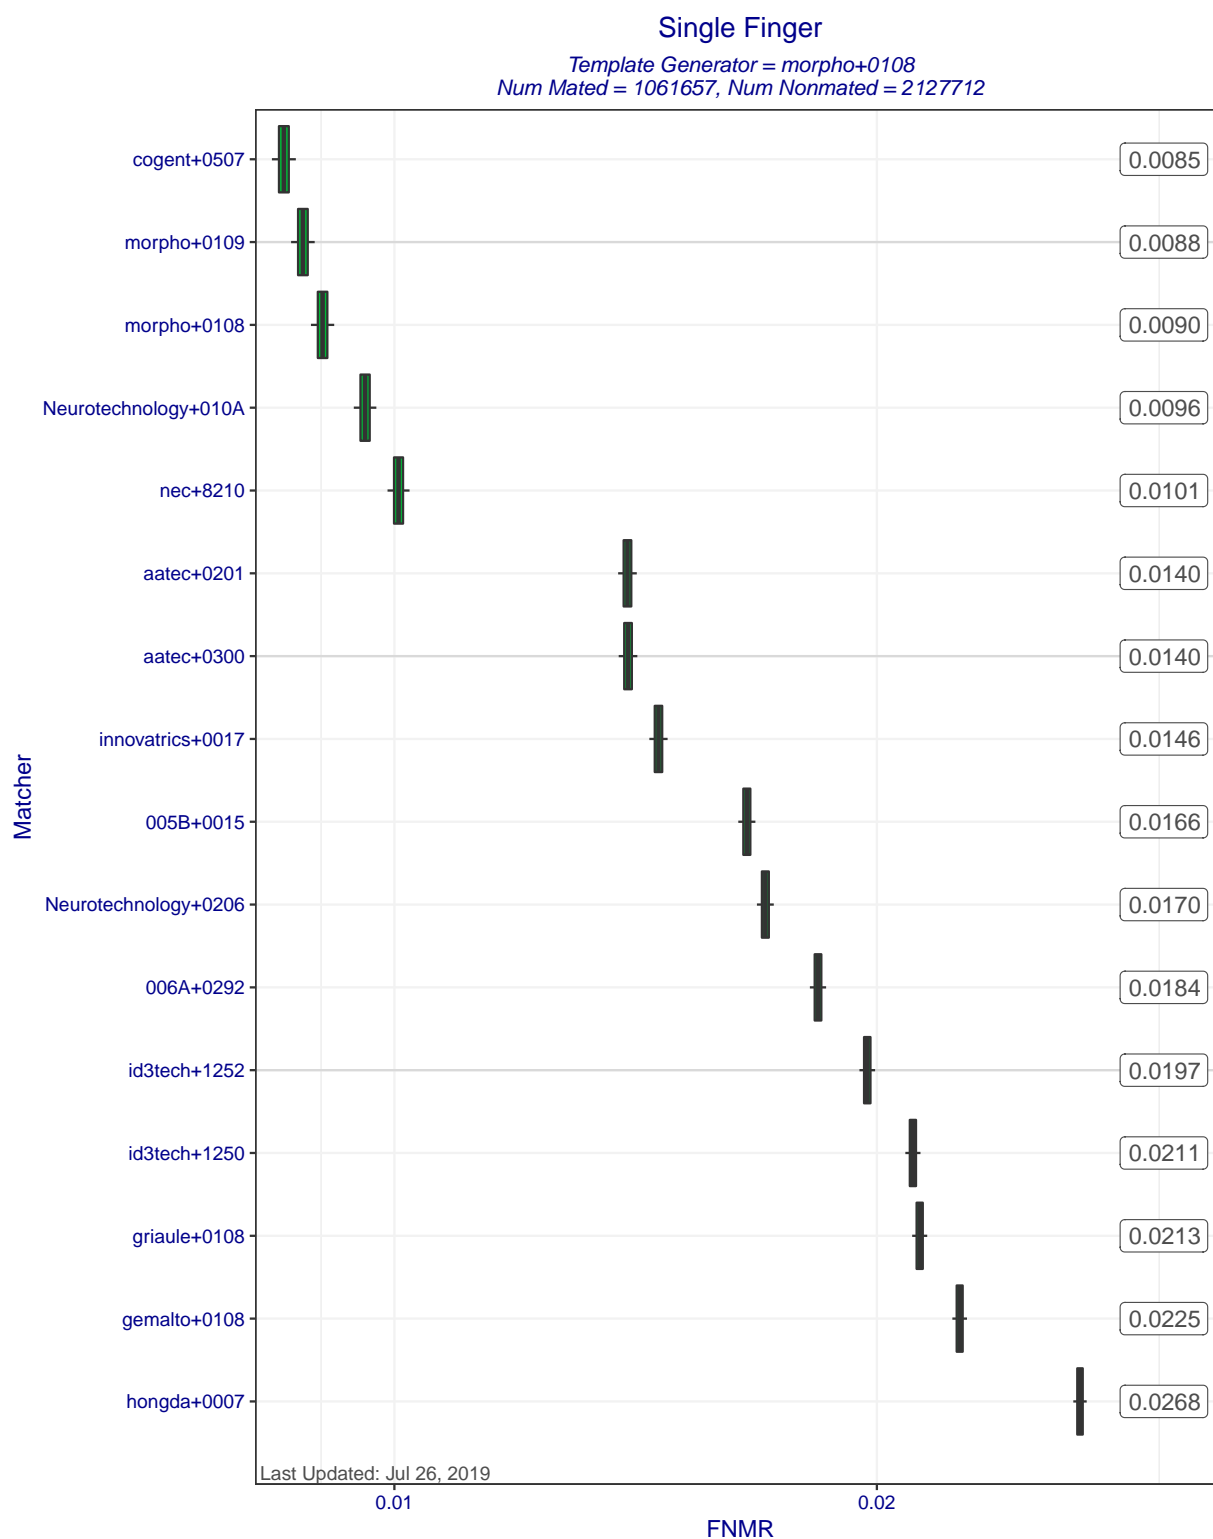 Single Finger
Template Generator = morpho+0108
Num Mated = 1061657, Num Nonmated = 2127712
cogent+0507 0.0085
morpho+0109 0.0088
morpho+0108 0.0090
Neurotechnology+010A 0.0096
nec+8210 0.0101
aatec+0201 0.0140
aatec+0300 0.0140
innovatrics+0017 0.0146
005B+0015 0.0166
Neurotechnology+0206 0.0170
006A+0292 0.0184
id3tech+1252 0.0197
id3tech+1250 0.0211
griaule+0108 0.0213
gemalto+0108 0.0225
hongda+0007 0.0268
Matcher
Last Updated: Jul 26, 2019
0.01 0.02
FNMR